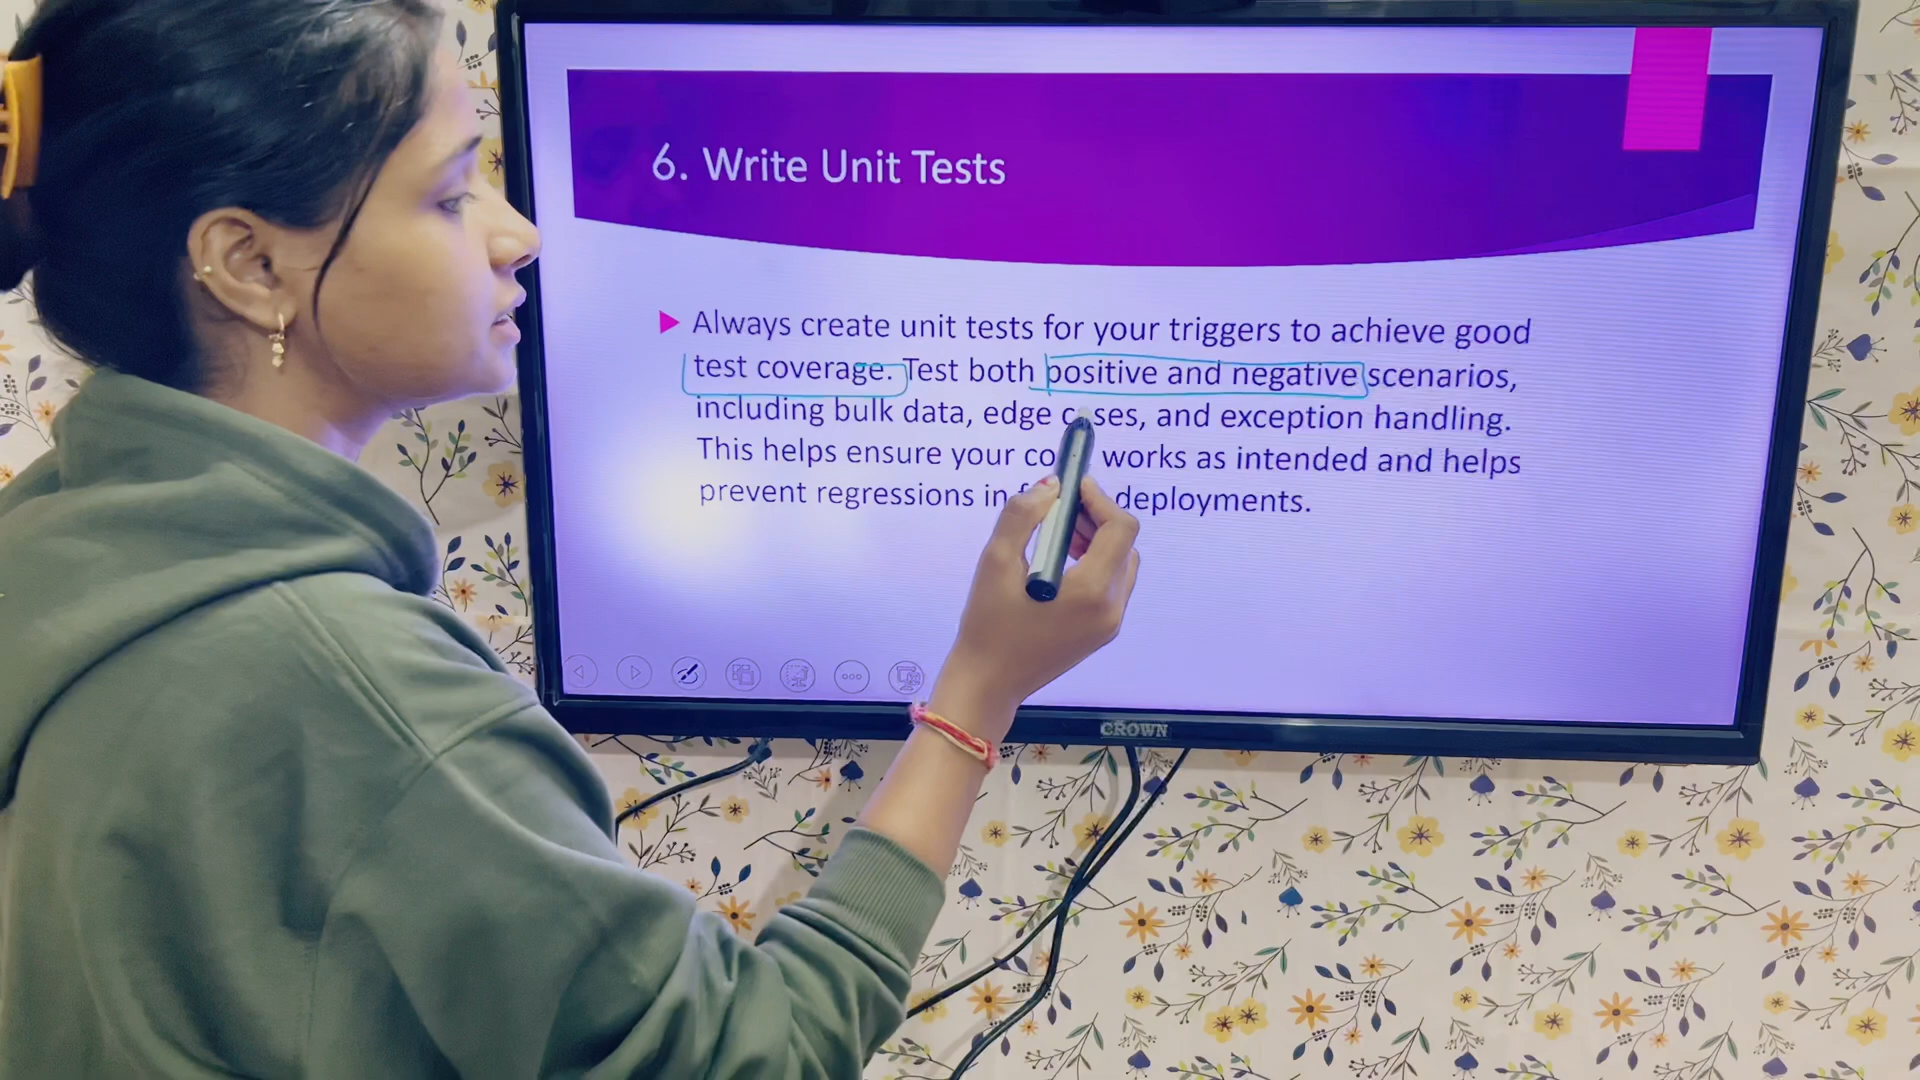 6. Write Unit Tests
Always create unit tests for your triggers to achieve good
test coverage. Test both positive and negative scenarios,
including bulk data, edge cases, and exception handling.
This helps ensure your works as intended and helps
prevent regressions in deployments.
CROWN